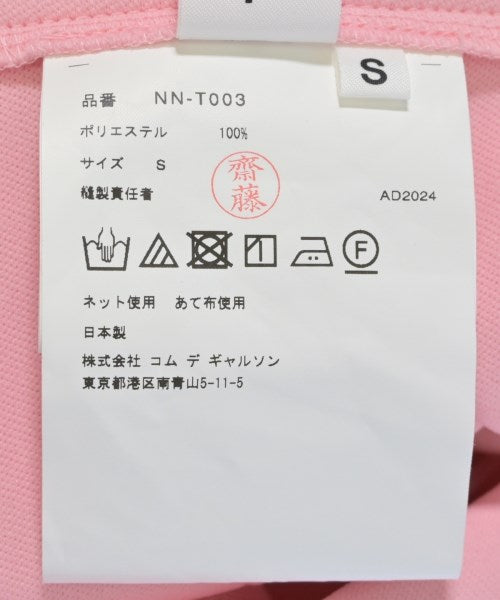 S
品番 NN-T003
ポリエステル 100%
サイズ S
縫製責任者 齋藤 AD2024
F
ネット使用 あて布使用
日本製
株式会社 コム デ ギャルソン
東京都港区南青山5-11-5